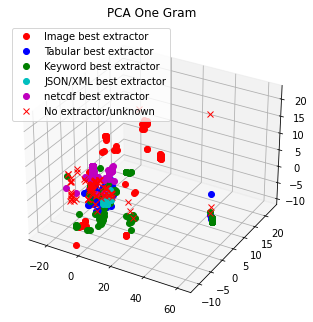 PCA One Gram
Image best extractor
Tabular best extractor
Keyword best extractor
JSON/XML best extractor
netcdf best extractor
No extractor/unknown
20
15
10
5
0
−5
−10
20
15
10
5
0
−5
−10
−20
0
20
40
60